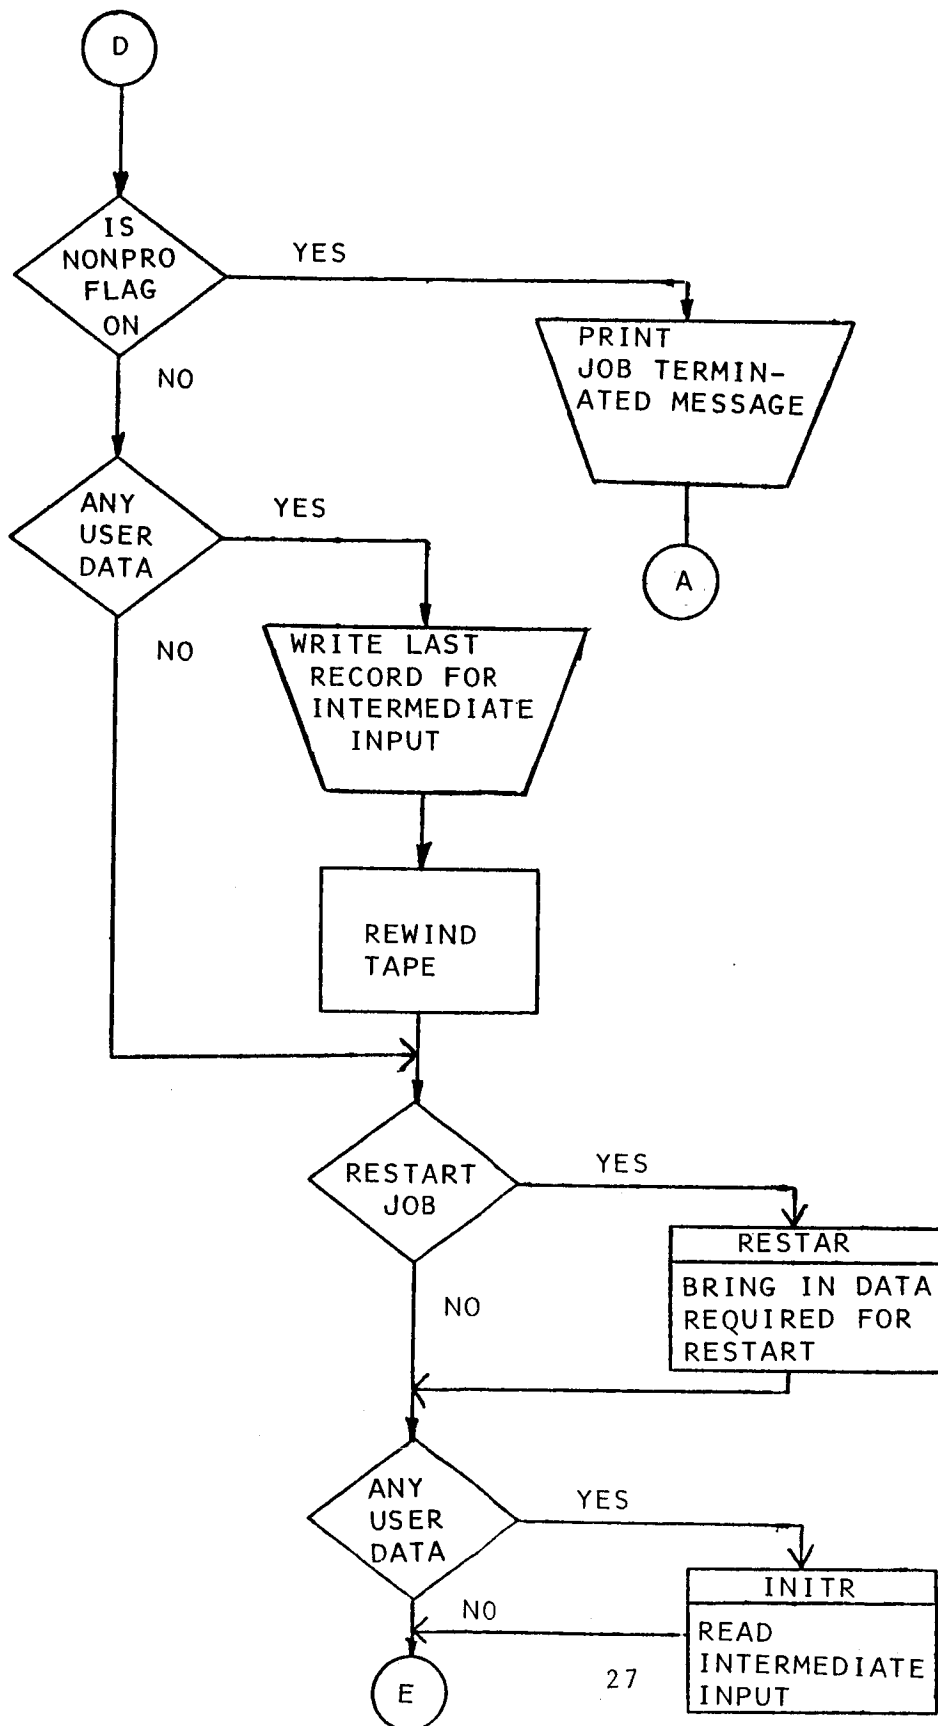 D
IS
NONPRO
FLAG
ON
YES
NO
PRINT
JOB TERMIN-
ATED MESSAGE
A
ANY
USER
DATA
YES
NO
WRITE LAST
RECORD FOR
INTERMEDIATE
INPUT
REWIND
TAPE
RESTART
JOB
YES
NO
RESTAR
BRING IN DATA
REQUIRED FOR
RESTART
ANY
USER
DATA
YES
NO
INITR
READ
INTERMEDIATE
INPUT
E
27